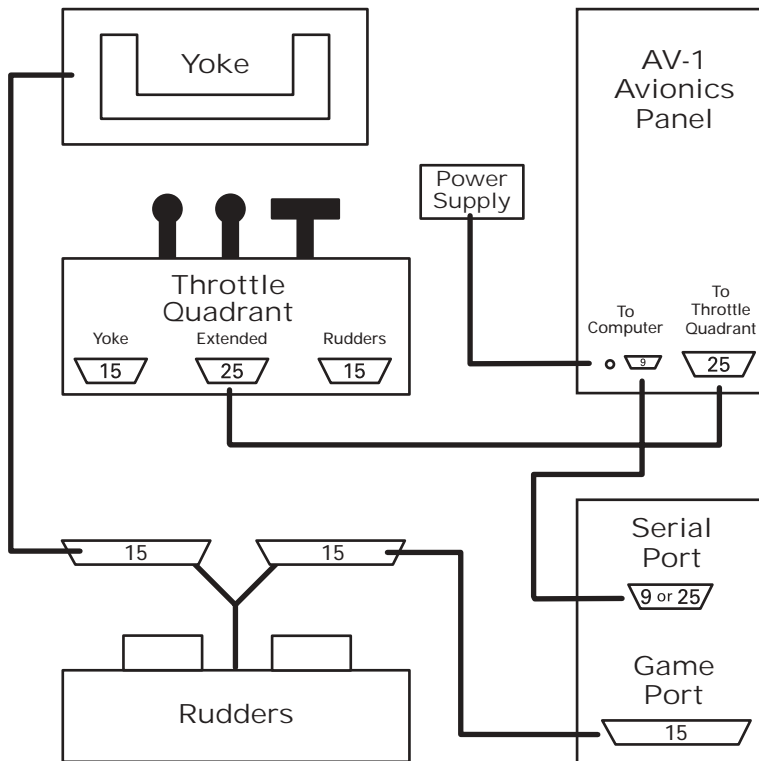 Yoke
AV-1
Avionics
Panel
Power
Supply
Throttle
Quadrant
Yoke
Extended
Rudders
15
25
15
To
Computer
To
Throttle
Quadrant
9
25
15
15
Serial
Port
9 or 25
Game
Port
15
Rudders